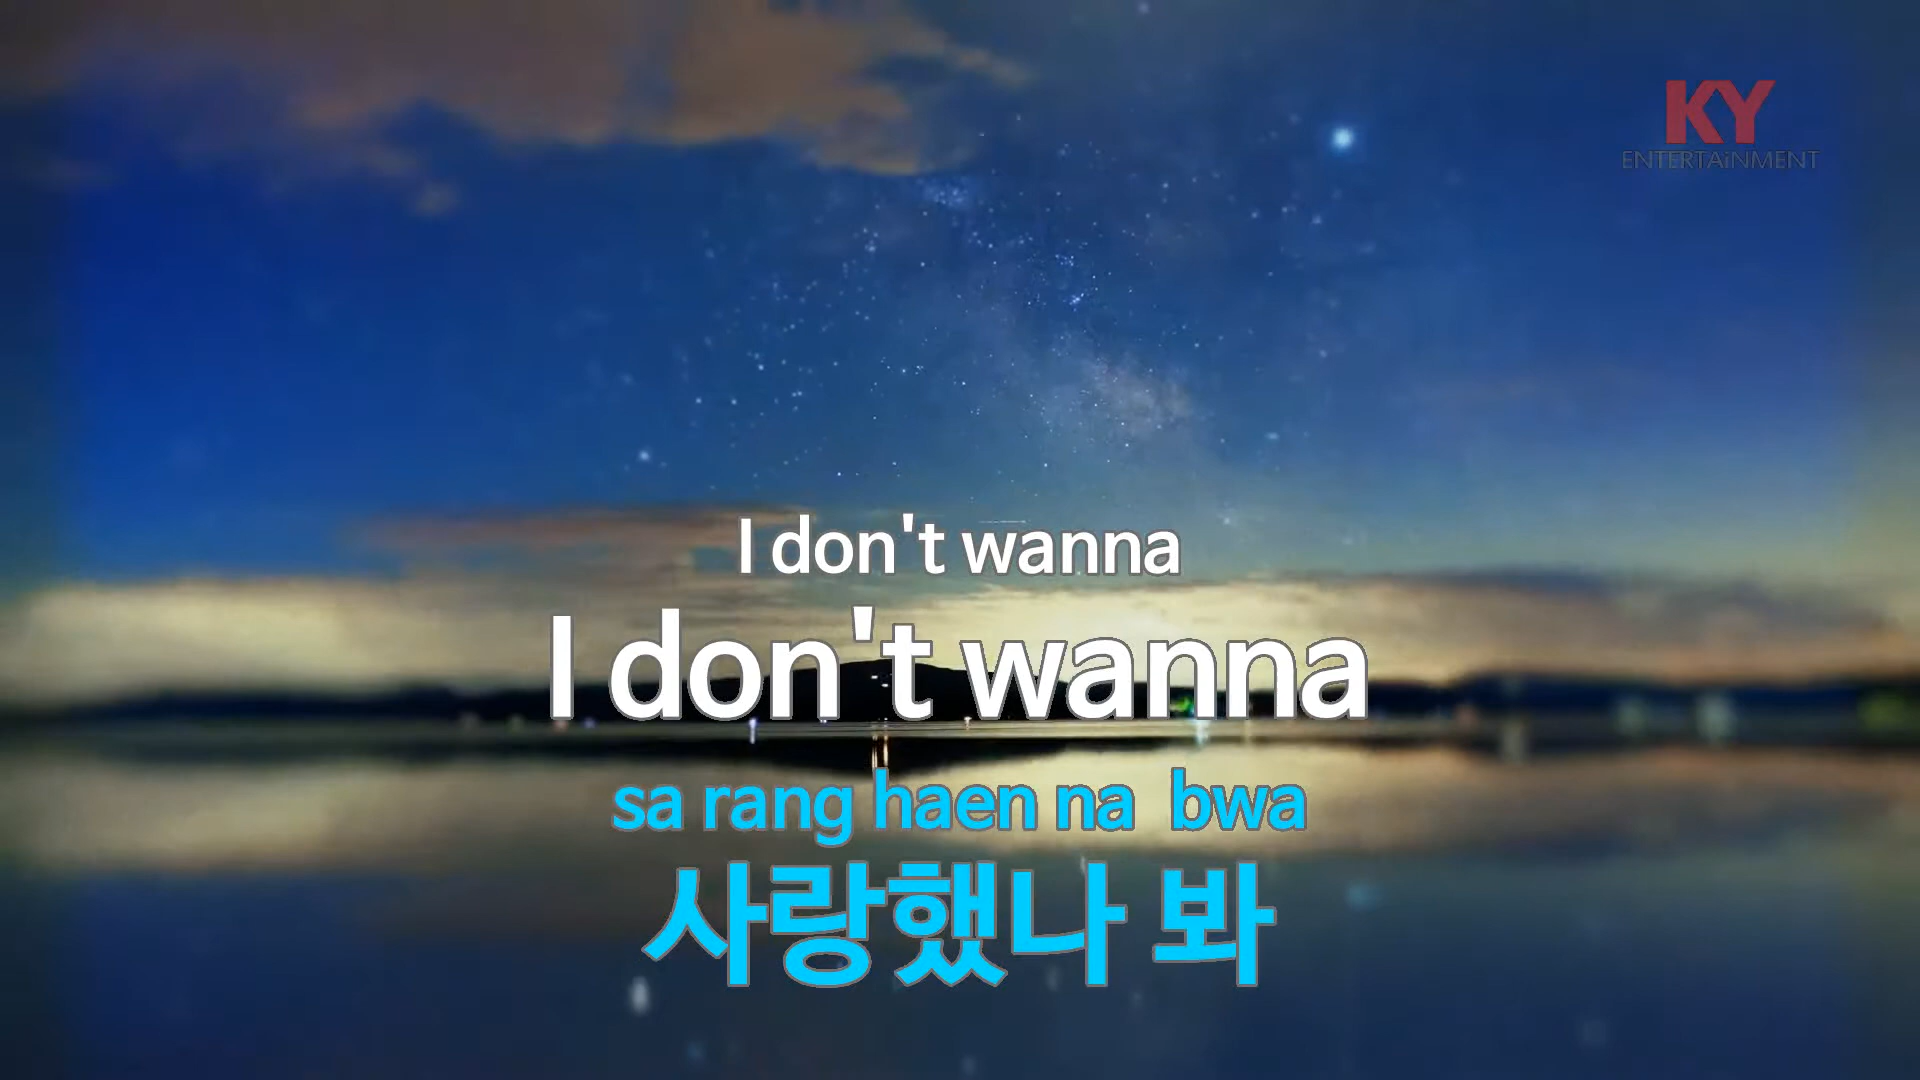 KY
ENTERTAiNMENT
I don't wanna
I don't wanna
sa rang haen na bwa
사랑했나 봐